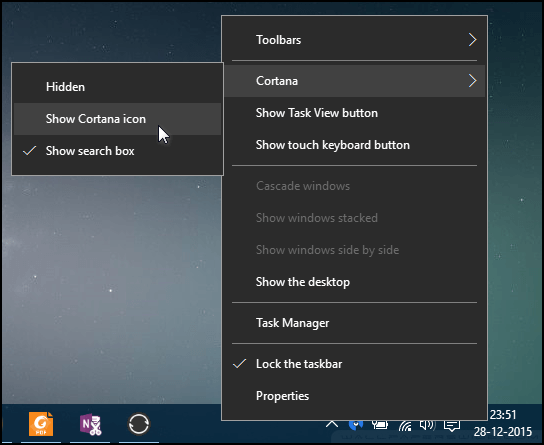 Toolbars
Cortana
Show Task View button
Show touch keyboard button
Cascade windows
Show windows stacked
Show windows side by side
Show the desktop
Task Manager
Lock the taskbar
Properties
Hidden
Show Cortana icon
Show search box
G
PDF
N
23:51
28-12-2015